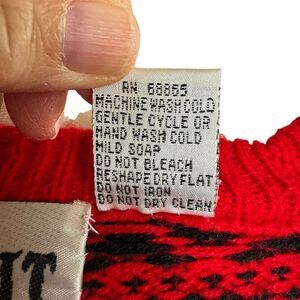 RN 68865
MACHINE WASH COLD
GENTLE CYCLE OR
HAND WASH COLD
MILD SOAP
DO NOT BLEACH
RESHAPE DRY FLAT
DO NOT IRON
DO NOT DRY CLEAN
IT